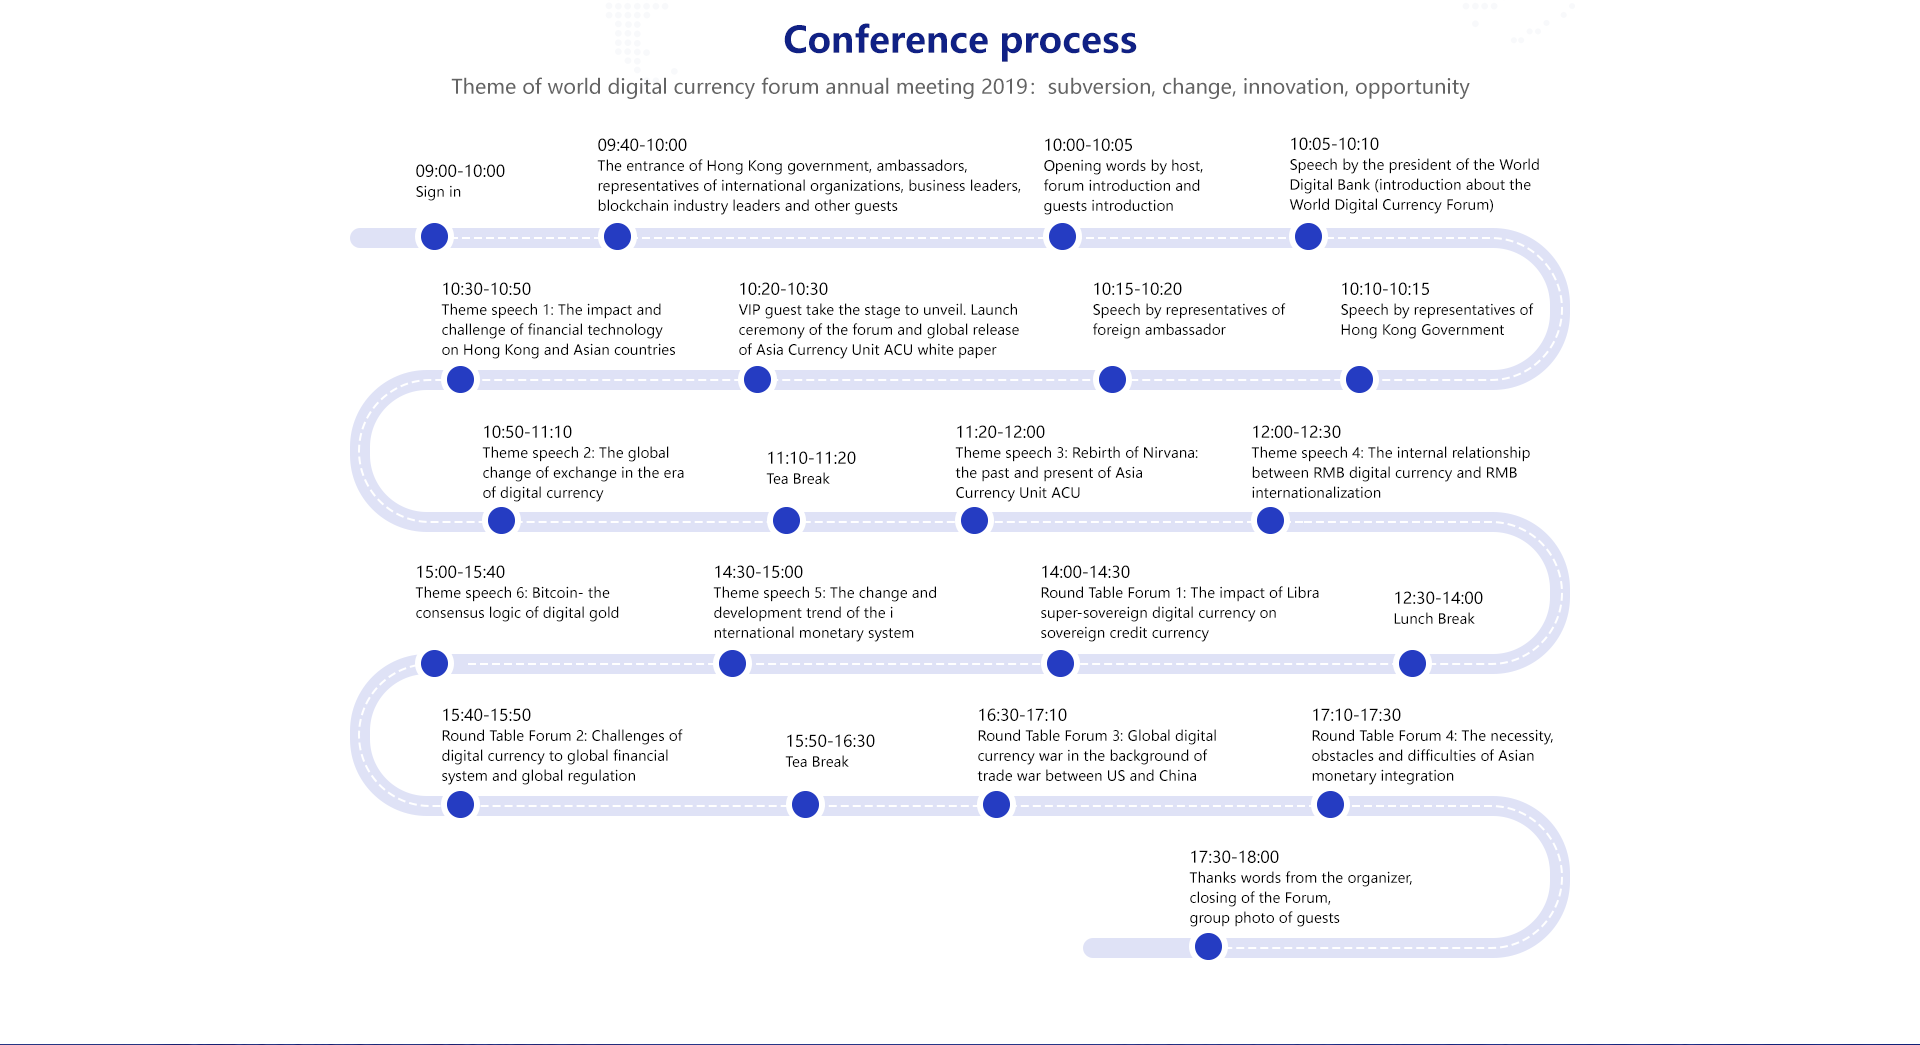 Conference process
Theme of world digital currency forum annual meeting 2019： subversion, change, innovation, opportunity
09:00-10:00
Sign in
09:40-10:00
The entrance of Hong Kong government, ambassadors,
representatives of international organizations, business leaders,
blockchain industry leaders and other guests
10:00-10:05
Opening words by host,
forum introduction and
guests introduction
10:05-10:10
Speech by the president of the World
Digital Bank (introduction about the
World Digital Currency Forum)
10:10-10:15
Speech by representatives of
Hong Kong Government
10:15-10:20
Speech by representatives of
foreign ambassador
10:20-10:30
VIP guest take the stage to unveil. Launch
ceremony of the forum and global release
of Asia Currency Unit ACU white paper
10:30-10:50
Theme speech 1: The impact and
challenge of financial technology
on Hong Kong and Asian countries
10:50-11:10
Theme speech 2: The global
change of exchange in the era
of digital currency
11:10-11:20
Tea Break
11:20-12:00
Theme speech 3: Rebirth of Nirvana:
the past and present of Asia
Currency Unit ACU
12:00-12:30
Theme speech 4: The internal relationship
between RMB digital currency and RMB
internationalization
12:30-14:00
Lunch Break
14:00-14:30
Round Table Forum 1: The impact of Libra
super-sovereign digital currency on
sovereign credit currency
14:30-15:00
Theme speech 5: The change and
development trend of the i
nternational monetary system
15:00-15:40
Theme speech 6: Bitcoin- the
consensus logic of digital gold
15:40-15:50
Round Table Forum 2: Challenges of
digital currency to global financial
system and global regulation
15:50-16:30
Tea Break
16:30-17:10
Round Table Forum 3: Global digital
currency war in the background of
trade war between US and China
17:10-17:30
Round Table Forum 4: The necessity,
obstacles and difficulties of Asian
monetary integration
17:30-18:00
Thanks words from the organizer,
closing of the Forum,
group photo of guests